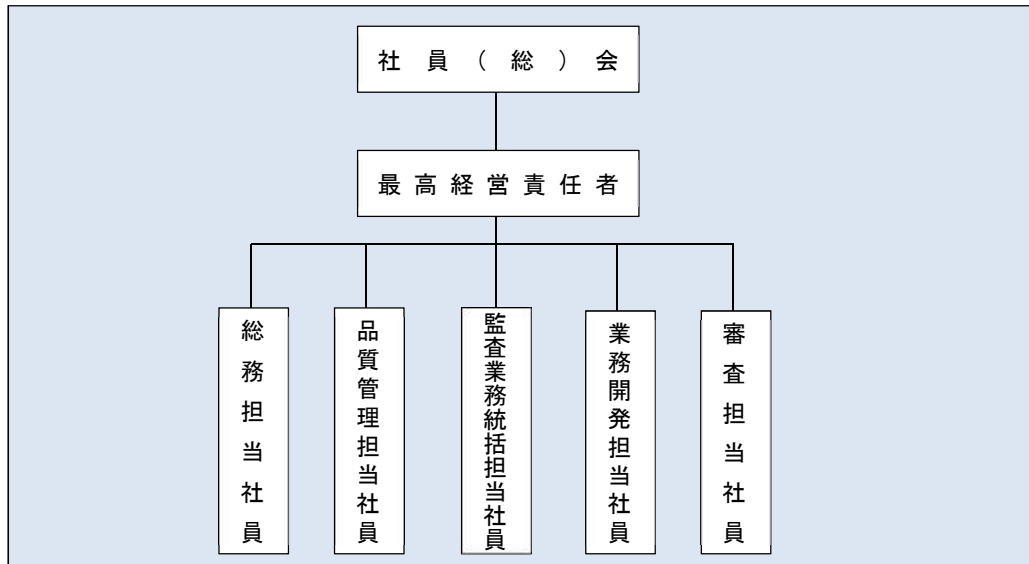 社員（総）会
最高経営責任者
総務担当社員
品質管理担当社員
監査業務統括担当社員
業務開発担当社員
審査担当社員